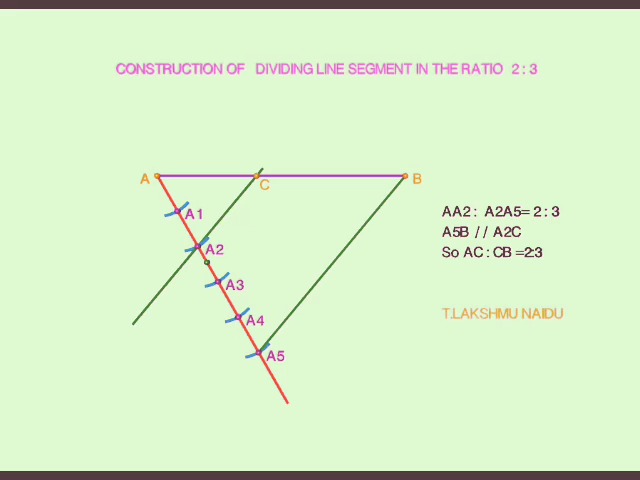 CONSTRUCTION OF DIVIDING LINE SEGMENT IN THE RATIO 2 : 3
A
C
B
A1
A2
A3
A4
A5
AA2 : A2A5= 2 : 3
A5B // A2C
So AC : CB =2:3
T.LAKSHMU NAIDU